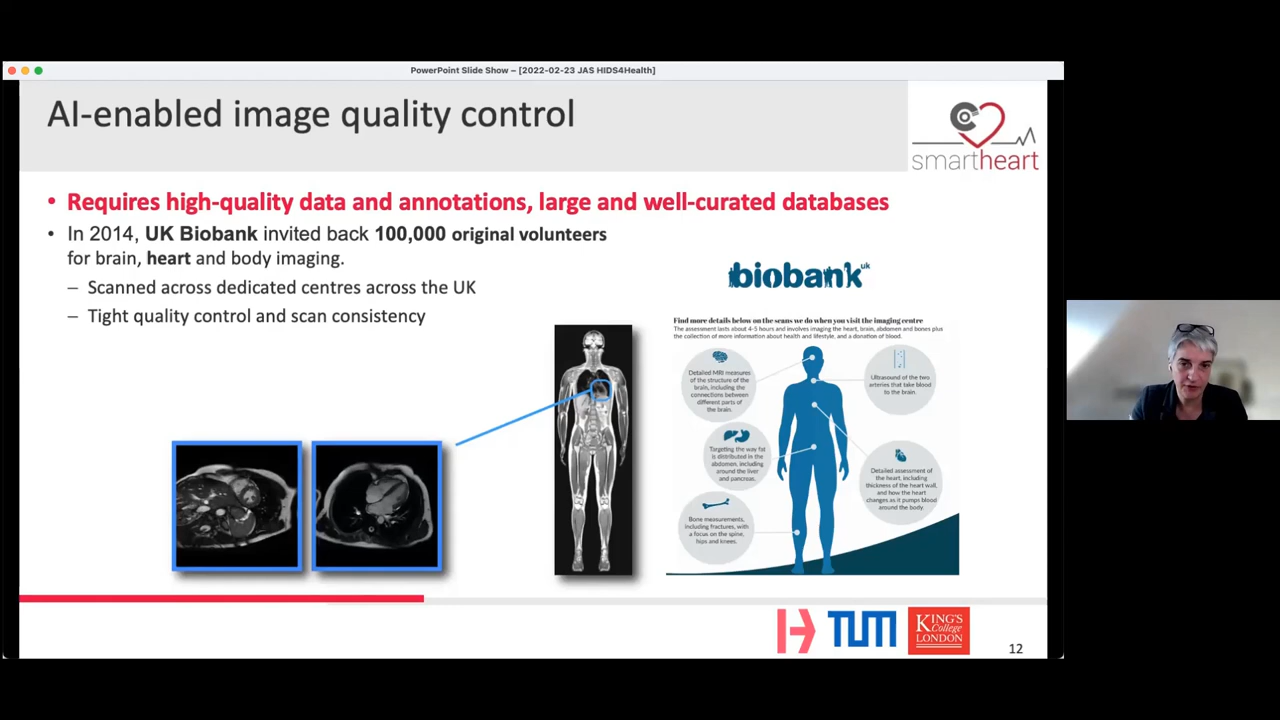 PowerPoint Slide Show – [2022-02-23 JAS HIDS4Health]
AI-enabled image quality control
smartheart
• Requires high-quality data and annotations, large and well-curated databases
• In 2014, UK Biobank invited back 100,000 original volunteers
for brain, heart and body imaging.
– Scanned across dedicated centres across the UK
– Tight quality control and scan consistency
biobank uk
Find more details below on the scans we do when you visit the imaging centre
The assessment lasts about 4-5 hours and involves imaging the heart, brain, abdomen and bones plus
the collection of more information about health and lifestyle, and a donation of blood.
Detailed MRI measures
of the structure of the
brain, including the
connections between
different parts of
the brain.
Ultrasound of the two
arteries that take blood
to the brain.
Targeting the way fat
is distributed in the
abdomen, including
around the liver
and pancreas.
Detailed assessment of
the heart, including
thickness of the heart wall,
and how the heart
changes as it pumps blood
around the body
Bone measurements,
including fractures, with
a focus on the spine,
hips and knees.
TUM
KING'S
College
LONDON
12